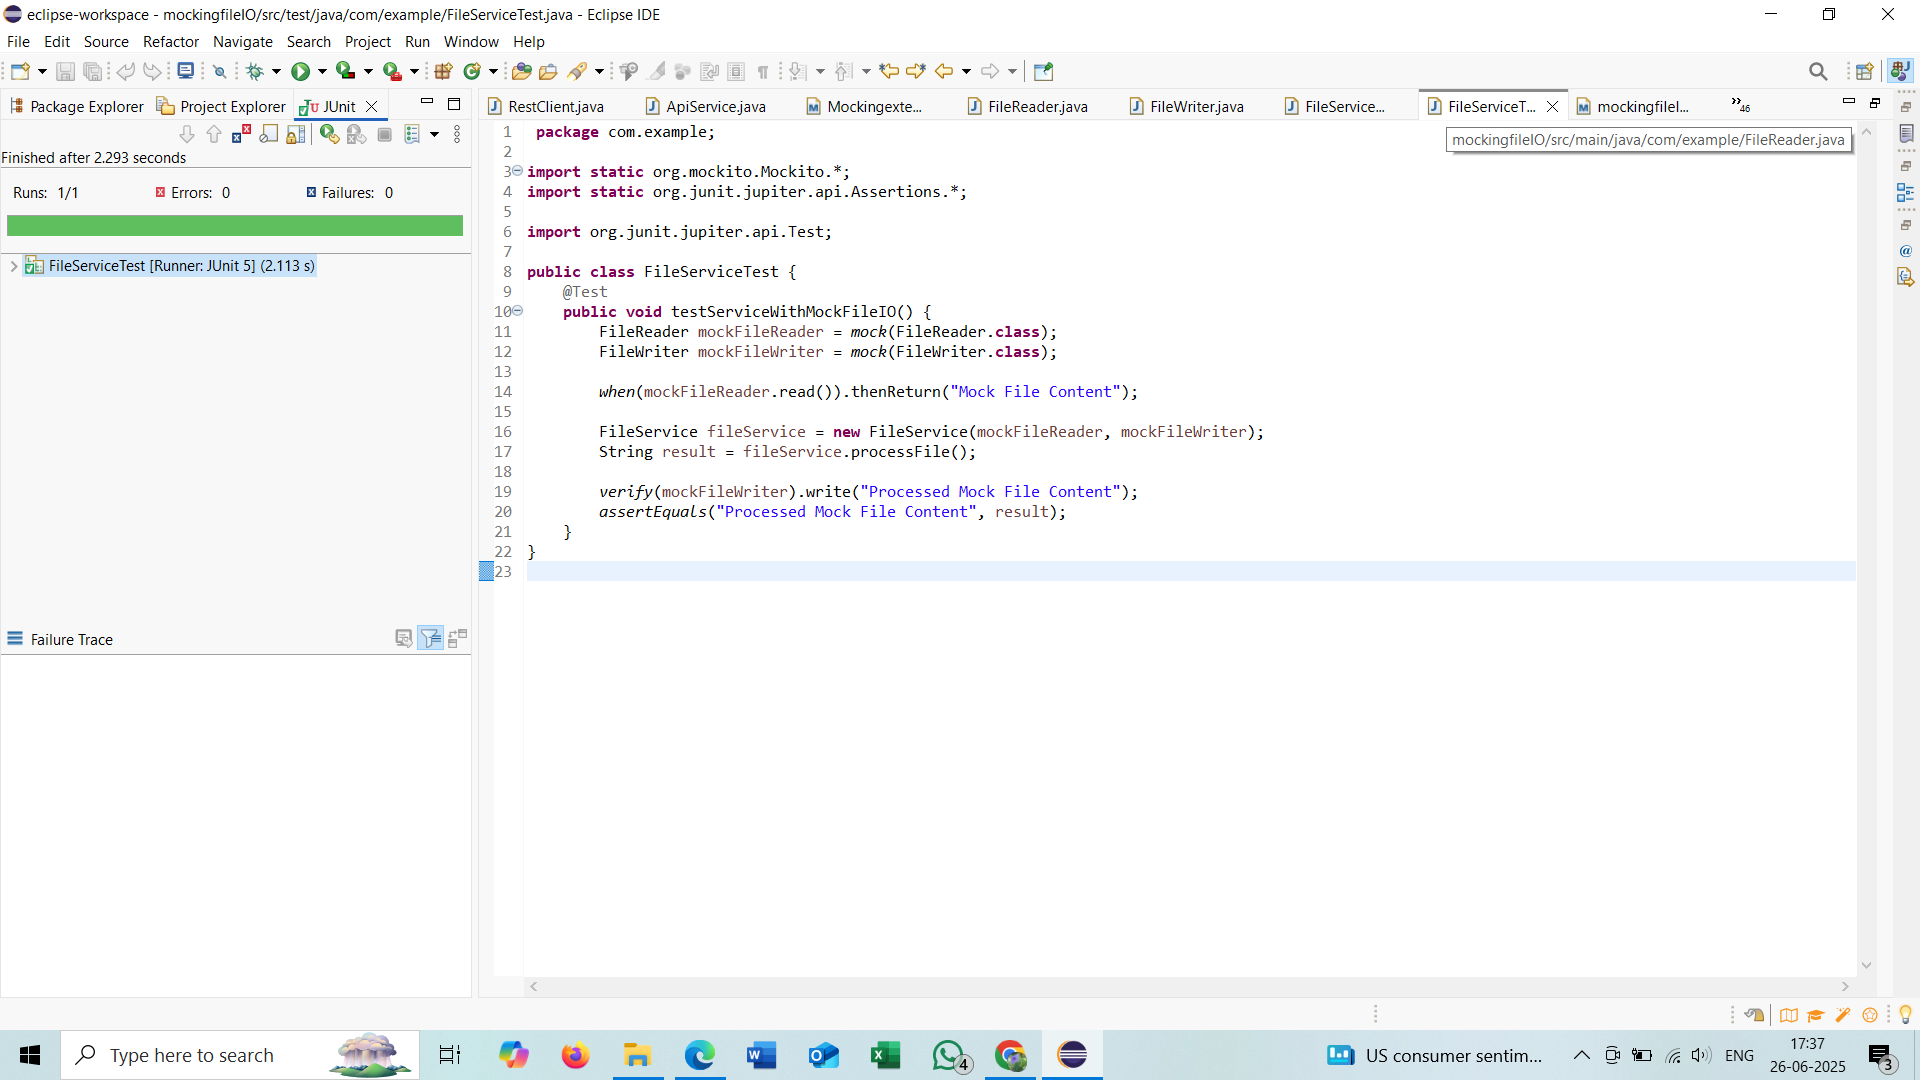 eclipse-workspace - mockingfileIO/src/test/java/com/example/FileServiceTest.java - Eclipse IDE
File Edit Source Refactor Navigate Search Project Run Window Help
Package Explorer Project Explorer JUnit
RestClient.java ApiService.java Mockingexte... FileReader.java FileWriter.java FileService... FileServiceT... mockingfileI... »46
mockingfileIO/src/main/java/com/example/FileReader.java
Finished after 2.293 seconds
Runs: 1/1 Errors: 0 Failures: 0
FileServiceTest [Runner: JUnit 5] (2.113 s)
Failure Trace
1 package com.example;
2
3 import static org.mockito.Mockito.*;
4 import static org.junit.jupiter.api.Assertions.*;
5
6 import org.junit.jupiter.api.Test;
7
8 public class FileServiceTest {
9 @Test
10 public void testServiceWithMockFileIO() {
11 FileReader mockFileReader = mock(FileReader.class);
12 FileWriter mockFileWriter = mock(FileWriter.class);
13
14 when(mockFileReader.read()).thenReturn("Mock File Content");
15
16 FileService fileService = new FileService(mockFileReader, mockFileWriter);
17 String result = fileService.processFile();
18
19 verify(mockFileWriter).write("Processed Mock File Content");
20 assertEquals("Processed Mock File Content", result);
21 }
22 }
23
Type here to search
4
US consumer sentim...
ENG
17:37
26-06-2025
3